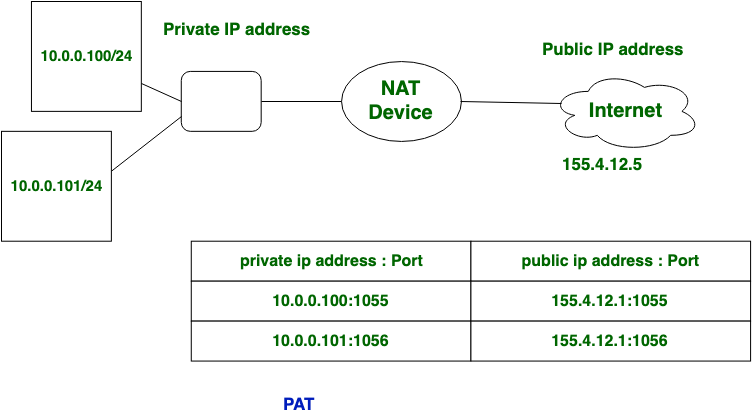 Private IP address
10.0.0.100/24
Public IP address
NAT
Device
Internet
155.4.12.5
10.0.0.101/24
private ip address : Port
public ip address : Port
10.0.0.100:1055
155.4.12.1:1055
10.0.0.101:1056
155.4.12.1:1056
PAT